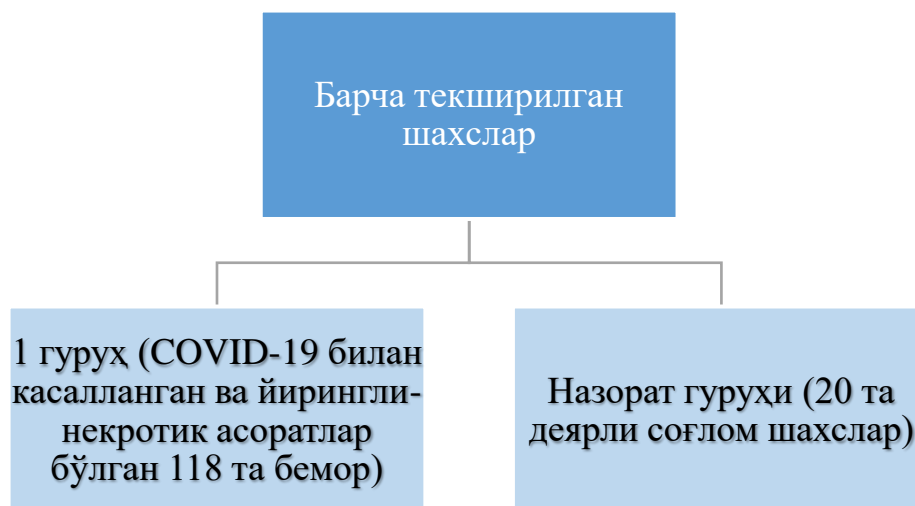 Барча текширилган
шахслар
1 гуруҳ (COVID-19 билан
касалланган ва йирингли-
некротик асоратлар
бўлган 118 та бемор)
Назорат гуруҳи (20 та
деярли соғлом шахслар)